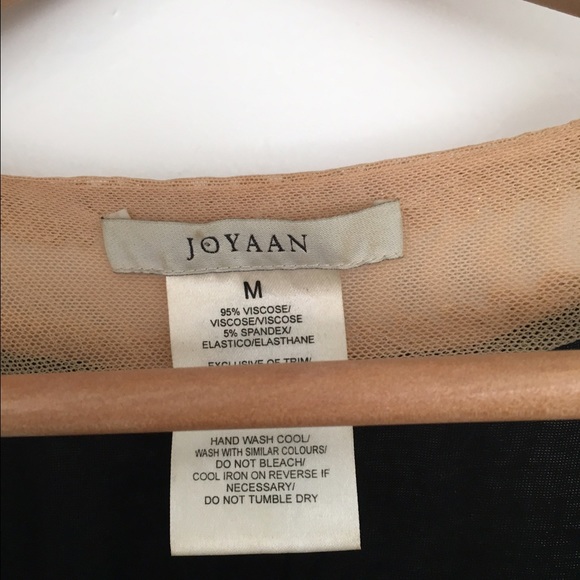 JOYAAN
M
95% VISCOSE/
VISCOSE/VISCOSE
5% SPANDEX/
ELASTICO/ELASTHANE
EXCLUSIVE OF TRIM/
HAND WASH COOL/
WASH WITH SIMILAR COLOURS/
DO NOT BLEACH/
COOL IRON ON REVERSE IF
NECESSARY/
DO NOT TUMBLE DRY